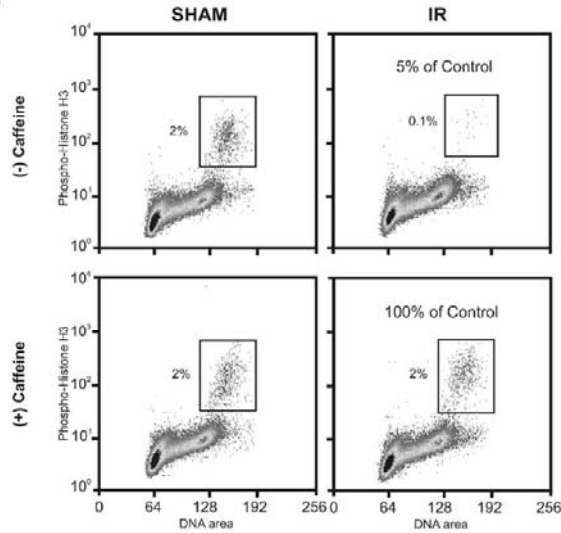 SHAM IR
(-) Caffeine
Phospho-Histone H3
10⁴
10³
10²
10¹
10⁰
2%
5% of Control
0.1%
(+) Caffeine
Phospho-Histone H3
10⁴
10³
10²
10¹
10⁰
2%
100% of Control
2%
0 64 128 192 256 0 64 128 192 256
DNA area DNA area